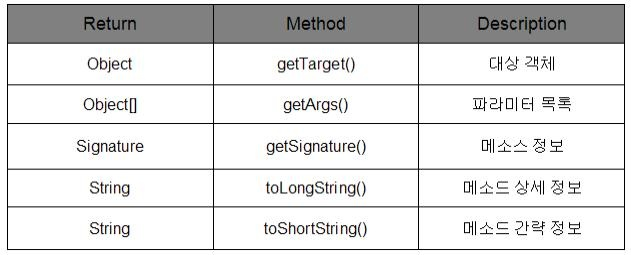 Return Method Description
Object getTarget() 대상 객체
Object[] getArgs() 파라미터 목록
Signature getSignature() 메소스 정보
String toLongString() 메소드 상세 정보
String toShortString() 메소드 간략 정보